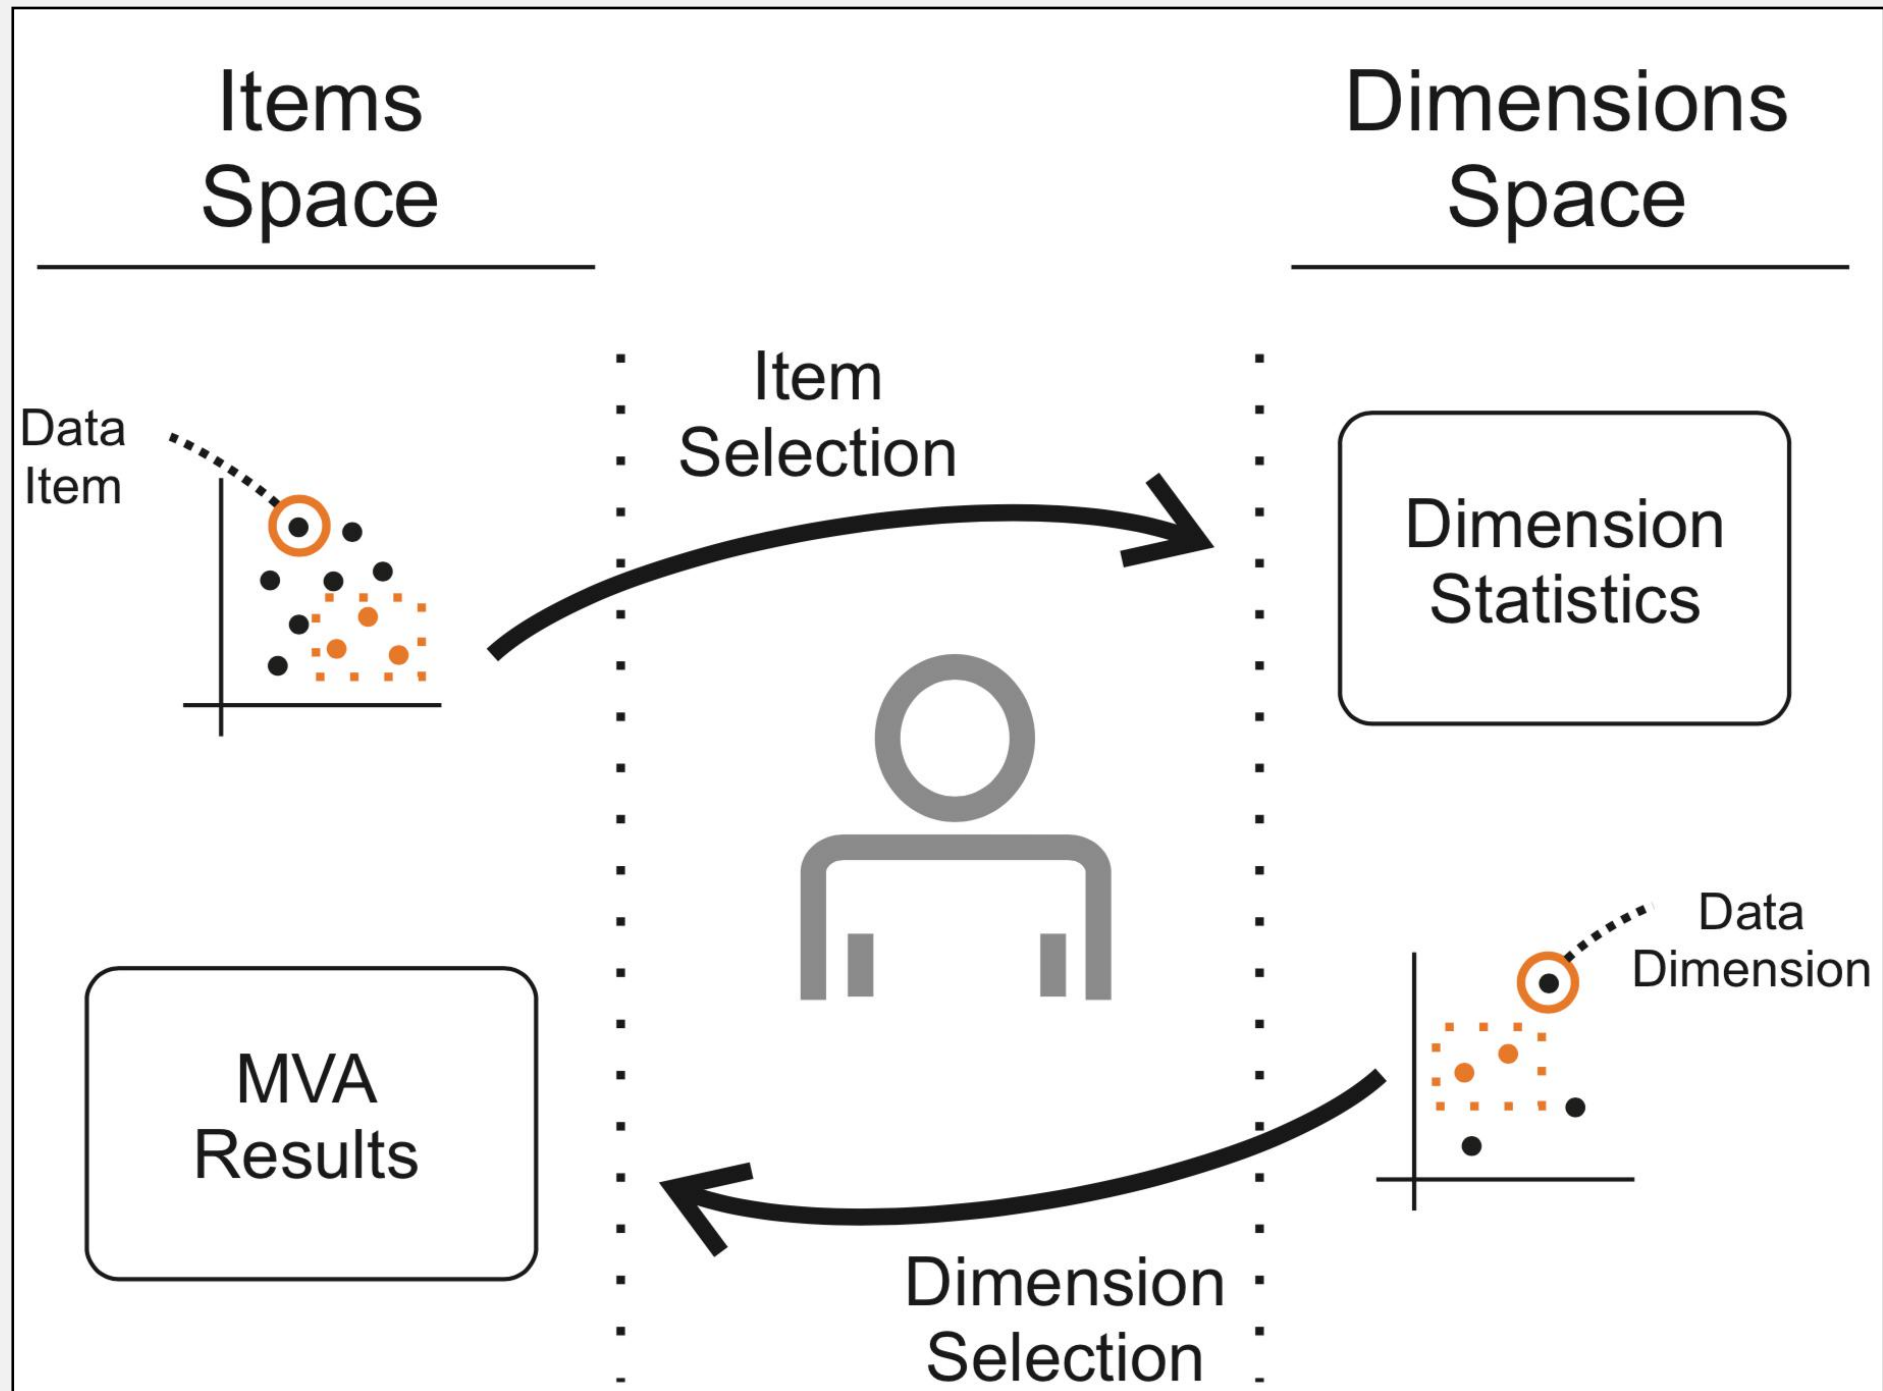 Items
Space
Dimensions
Space
Item
Selection
Data
Item
Dimension
Statistics
Data
Dimension
MVA
Results
Dimension
Selection